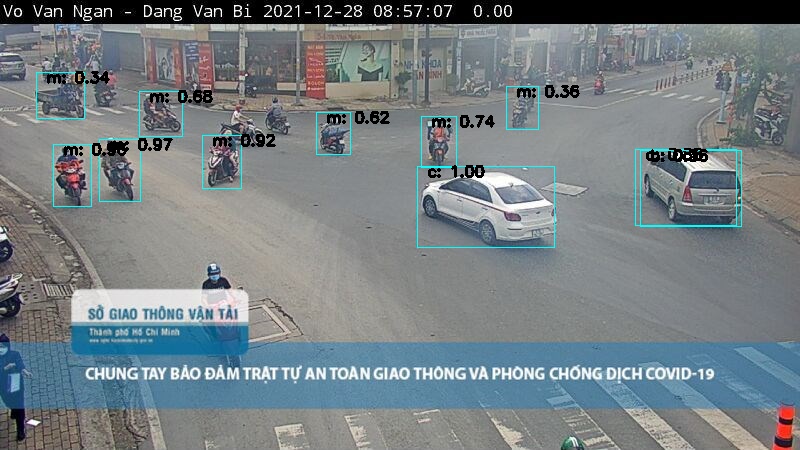 Vo Van Ngan - Dang Van Bi 2021-12-28 08:57:07 0.00
m: 0.34
m: 0.68
m: 0.36
m: 0.62
m: 0.74
0.97
m: 0.92
c: 1.00
NHA KHOA
SỞ GIAO THÔNG VẬN TẢI
Thành phố Hồ Chí Minh
CHUNG TAY BẢO ĐẢM TRẬT TỰ AN TOÀN GIAO THÔNG VÀ PHÒNG CHỐNG DỊCH COVID-19